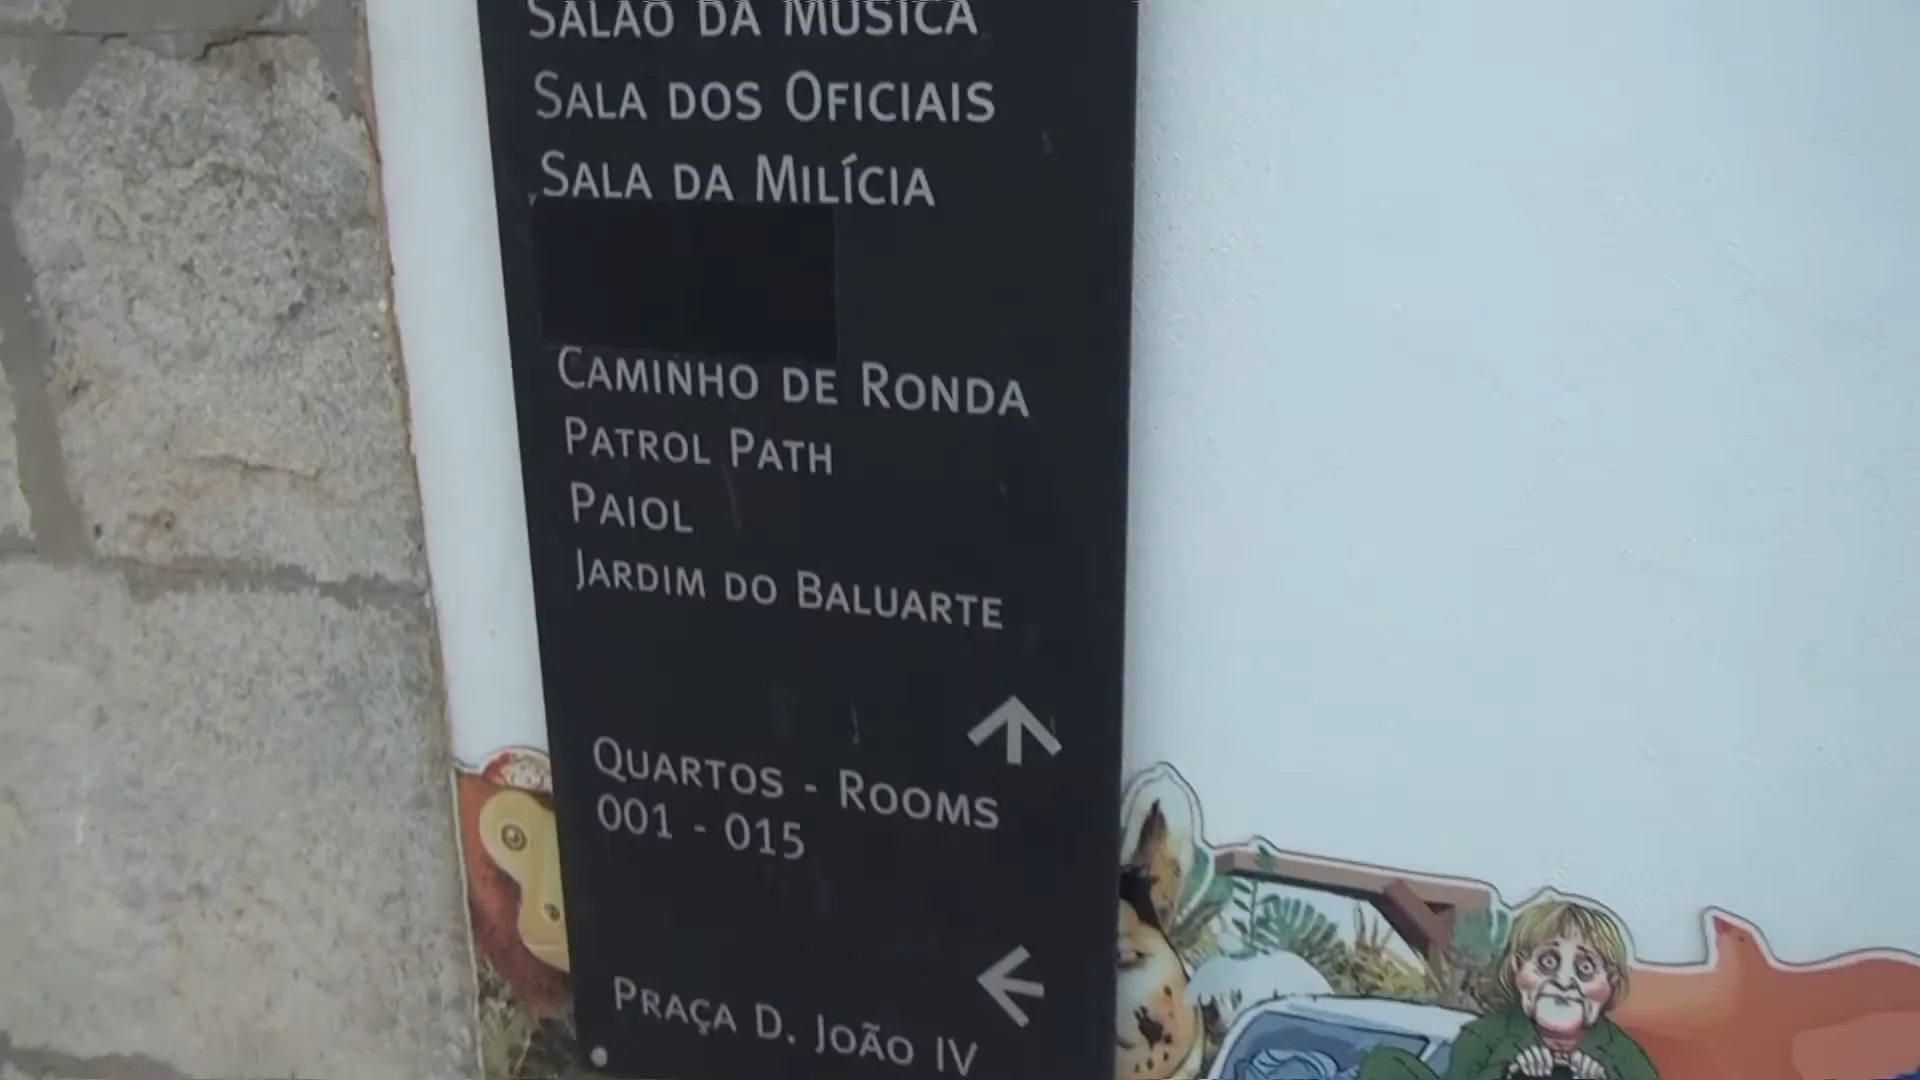 SALÃO DA MÚSICA
SALA DOS OFICIAIS
SALA DA MILÍCIA
CAMINHO DE RONDA
PATROL PATH
PAIOL
JARDIM DO BALUARTE
QUARTOS - ROOMS
001 - 015
PRAÇA D. JOÃO IV